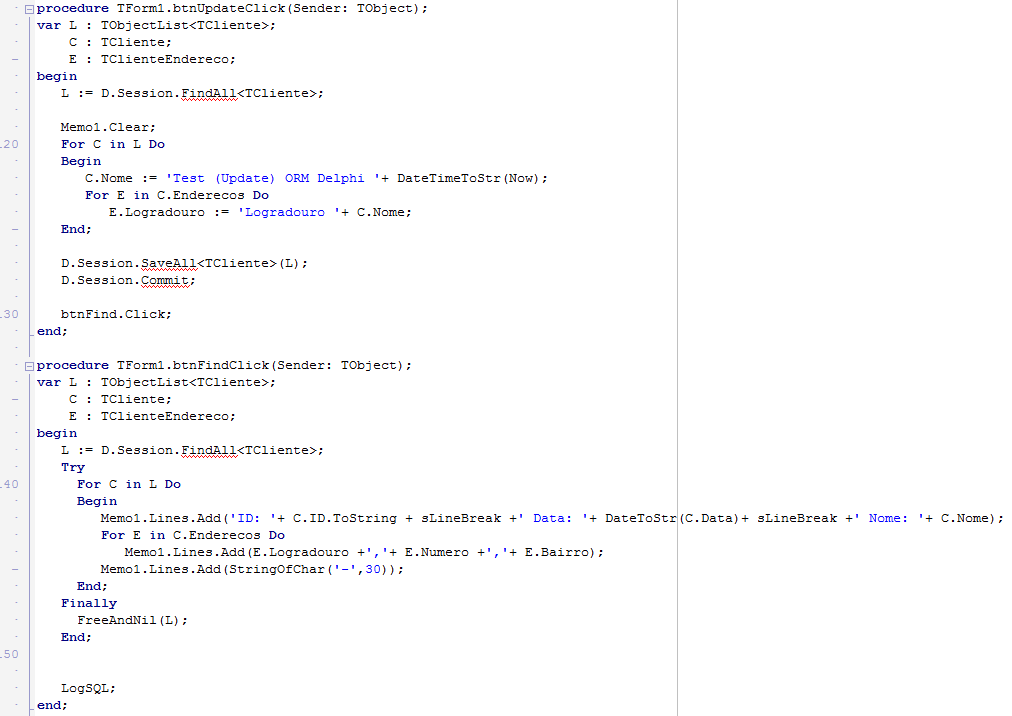 procedure TForm1.btnUpdateClick(Sender: TObject);
var L : TObjectList<TCliente>;
    C : TCliente;
    E : TClienteEndereco;
begin
   L := D.Session.FindAll<TCliente>;

   Memo1.Clear;
20 For C in L Do
   Begin
      C.Nome := 'Test (Update) ORM Delphi '+ DateTimeToStr(Now);
      For E in C.Enderecos Do
         E.Logradouro := 'Logradouro '+ C.Nome;
   End;

   D.Session.SaveAll<TCliente>(L);
   D.Session.Commit;

30 btnFind.Click;
end;

procedure TForm1.btnFindClick(Sender: TObject);
var L : TObjectList<TCliente>;
    C : TCliente;
    E : TClienteEndereco;
begin
   L := D.Session.FindAll<TCliente>;
   Try
40   For C in L Do
     Begin
        Memo1.Lines.Add('ID: '+ C.ID.ToString + sLineBreak +' Data: '+ DateToStr(C.Data)+ sLineBreak +' Nome: '+ C.Nome);
        For E in C.Enderecos Do
           Memo1.Lines.Add(E.Logradouro +','+ E.Numero +','+ E.Bairro);
        Memo1.Lines.Add(StringOfChar('-',30));
     End;
   Finally
     FreeAndNil(L);
   End;
50

   LogSQL;
end;